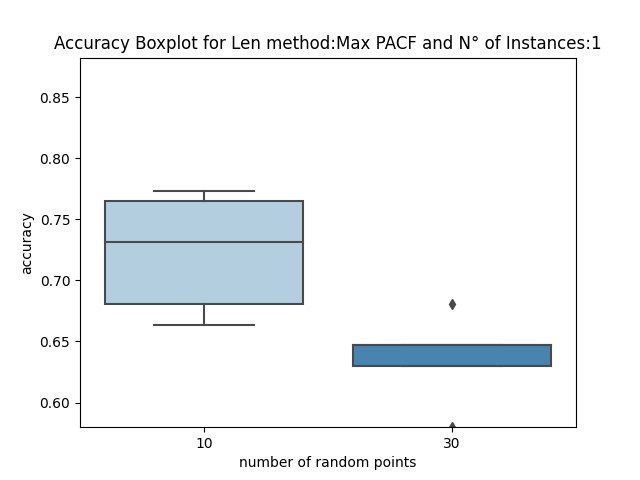 Accuracy Boxplot for Len method:Max PACF and N° of Instances:1
0.85
0.80
0.75
0.70
0.65
0.60
accuracy
10
30
number of random points